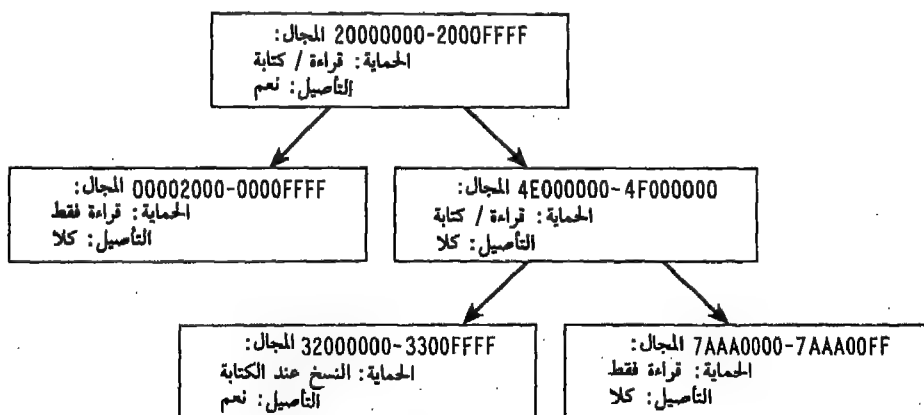 المجال: 20000000-2000FFFF
الحماية: قراءة / كتابة
التأصيل: نعم
المجال: 00002000-0000FFFF
الحماية: قراءة فقط
التأصيل: كلا
المجال: 4E000000-4F000000
الحماية: قراءة / كتابة
التأصيل: كلا
المجال: 32000000-3300FFFF
الحماية: النسخ عند الكتابة
التأصيل: نعم
المجال: 7AAA0000-7AAA00FF
الحماية: قراءة فقط
التأصيل: كلا